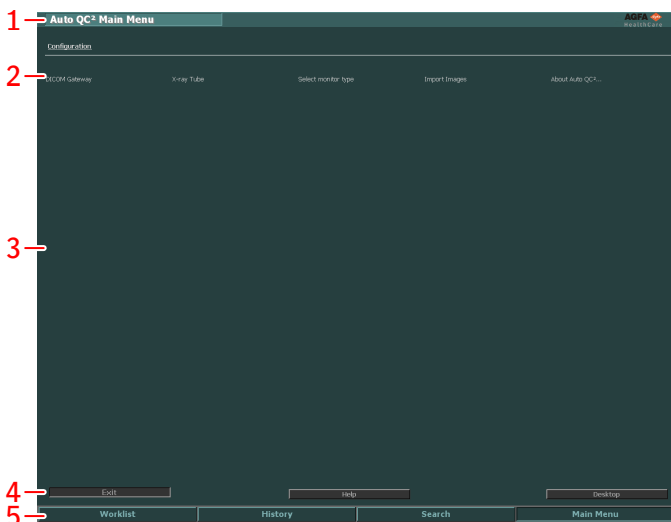 1 Auto QC² Main Menu AGFA
HealthCare
Configuration
2 DICOM Gateway X-ray Tube Select monitor type Import Images About Auto QC²...
3
4 Exit Help Desktop
5 Worklist History Search Main Menu